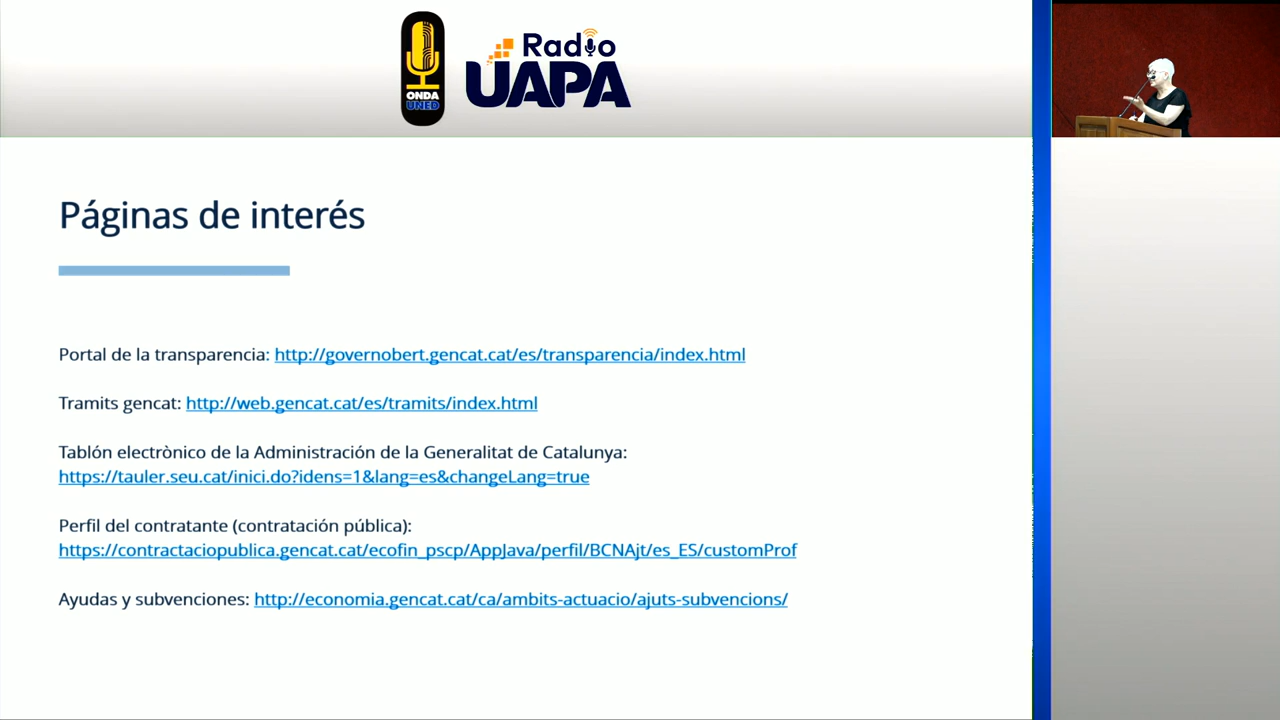 ONDA
UNED
Radio
UAPA
Páginas de interés
Portal de la transparencia: http://governobert.gencat.cat/es/transparencia/index.html
Tramits gencat: http://web.gencat.cat/es/tramits/index.html
Tablón electrònico de la Administración de la Generalitat de Catalunya:
https://tauler.seu.cat/inici.do?idens=1&lang=es&changeLang=true
Perfil del contratante (contratación pública):
https://contractaciopublica.gencat.cat/ecofin_pscp/AppJava/perfil/BCNAjt/es_ES/customProf
Ayudas y subvenciones: http://economia.gencat.cat/ca/ambits-actuacio/ajuts-subvencions/